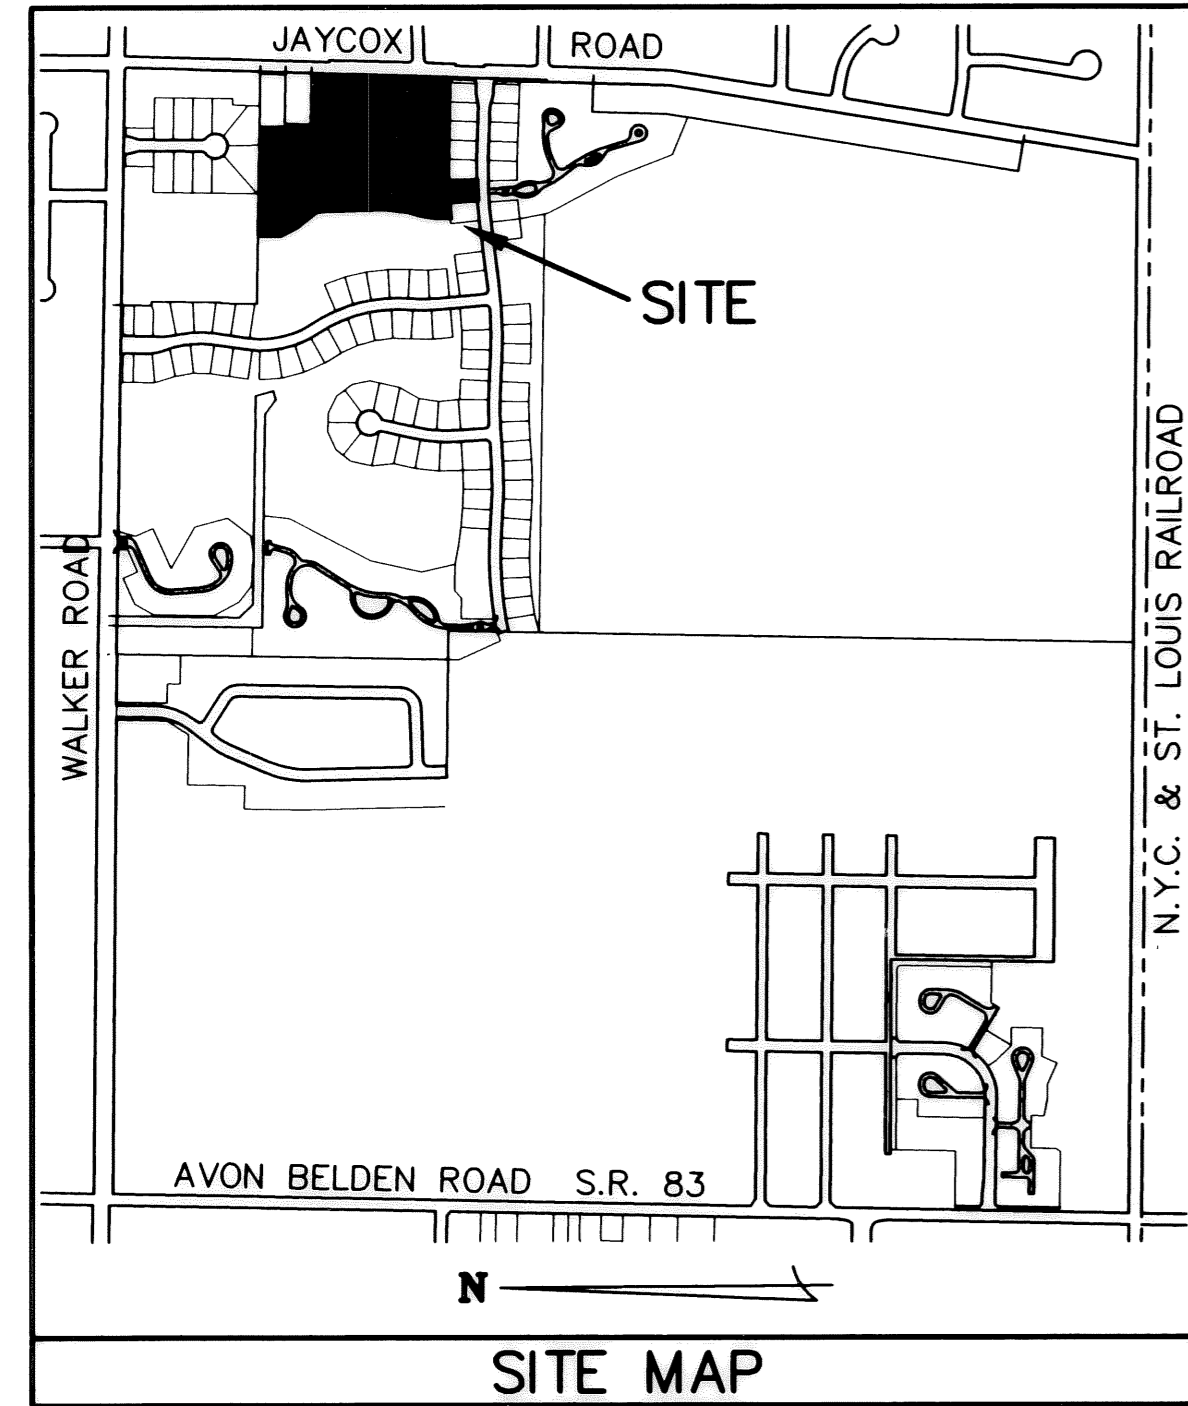 JAYCOX ROAD
SITE
WALKER ROAD
N.Y.C. & ST. LOUIS RAILROAD
AVON BELDEN ROAD S.R. 83
N
SITE MAP